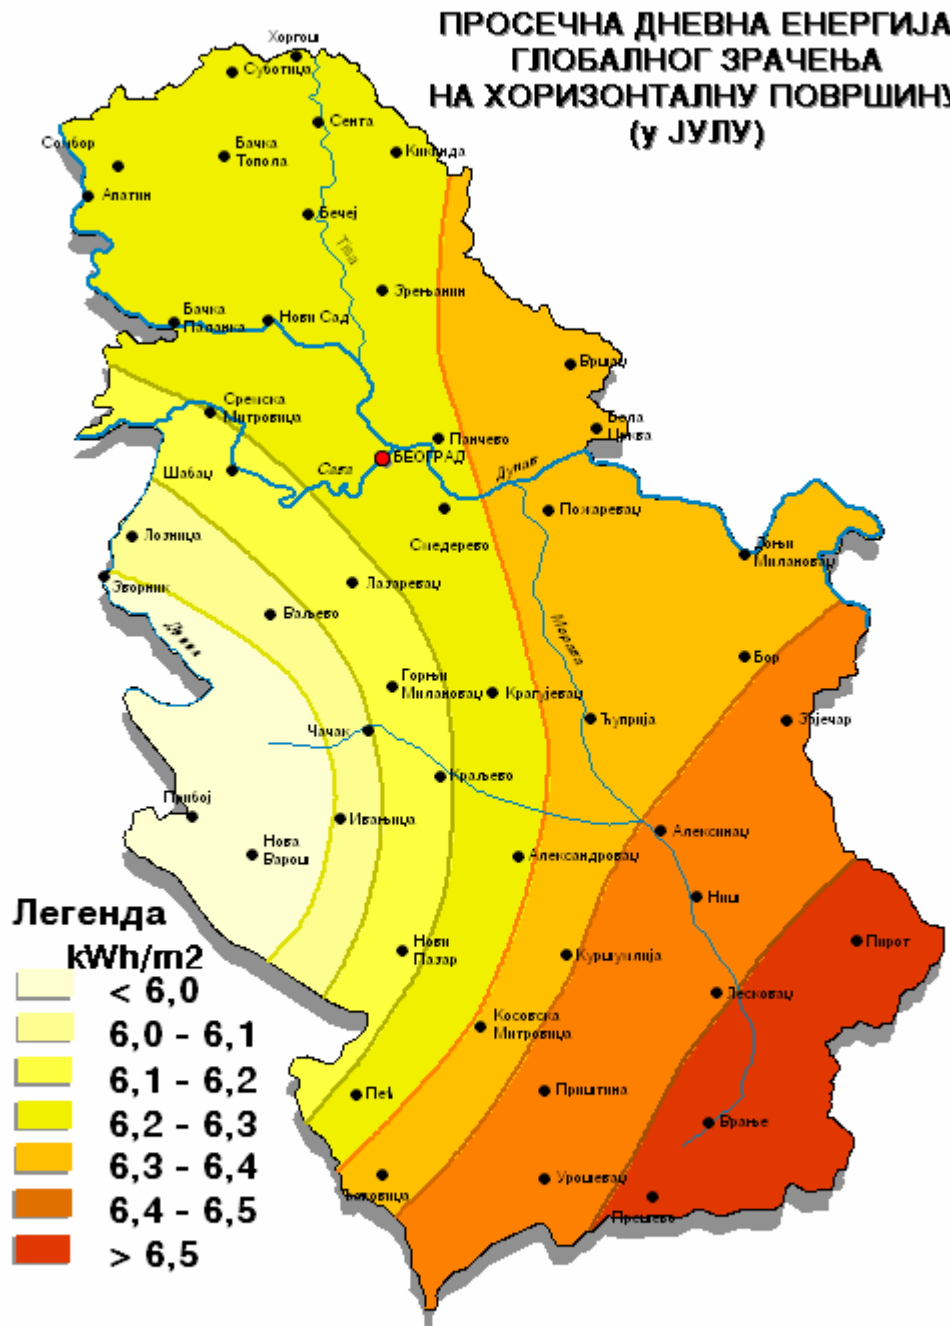 ПРОСЕЧНА ДНЕВНА ЕНЕРГИЈА
ГЛОБАЛНОГ ЗРАЧЕЊА
НА ХОРИЗОНТАЛНУ ПОВРШИНУ
(у ЈУЛУ)
Хоргош
Суботица
Сента
Сомбор
Бачка
Топола
Кикинда
Апатин
Бечеј
Тиса
Зрењанин
Бачка
Паланка
Нови Сад
Вршац
Сремска
Митровица
Бела
Црква
Панчево
БЕОГРАД
Шабац
Сава
Дунав
Пожаревац
Лозница
Смедерево
Доњи
Милановац
Зворник
Лазаревац
Ваљево
Дрина
Морава
Бор
Горњи
Милановац
Крагујевац
Ћуприја
Зајечар
Чачак
Краљево
Прибој
Ивањица
Алексинац
Нова
Варош
Александровац
Ниш
Пирот
Нови
Пазар
Куршумлија
Лесковац
Косовска
Митровица
Пећ
Приштина
Врање
Ђаковица
Урошевац
Прешево
Легенда
kWh/m2
< 6,0
6,0 - 6,1
6,1 - 6,2
6,2 - 6,3
6,3 - 6,4
6,4 - 6,5
> 6,5